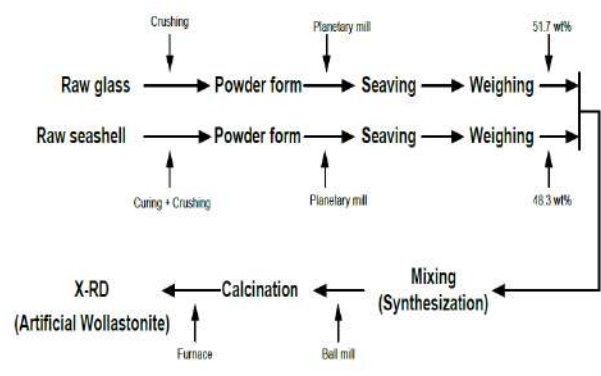 Crushing Planetary mill 51.7 wt%
Raw glass Powder form Seaving Weighing
Raw seashell Powder form Seaving Weighing
Curing + Crushing Planetary mill 48.3 wt%
Mixing
(Synthesization)
Calcination
X-RD
(Artificial Wollastonite)
Furnace Ball mill